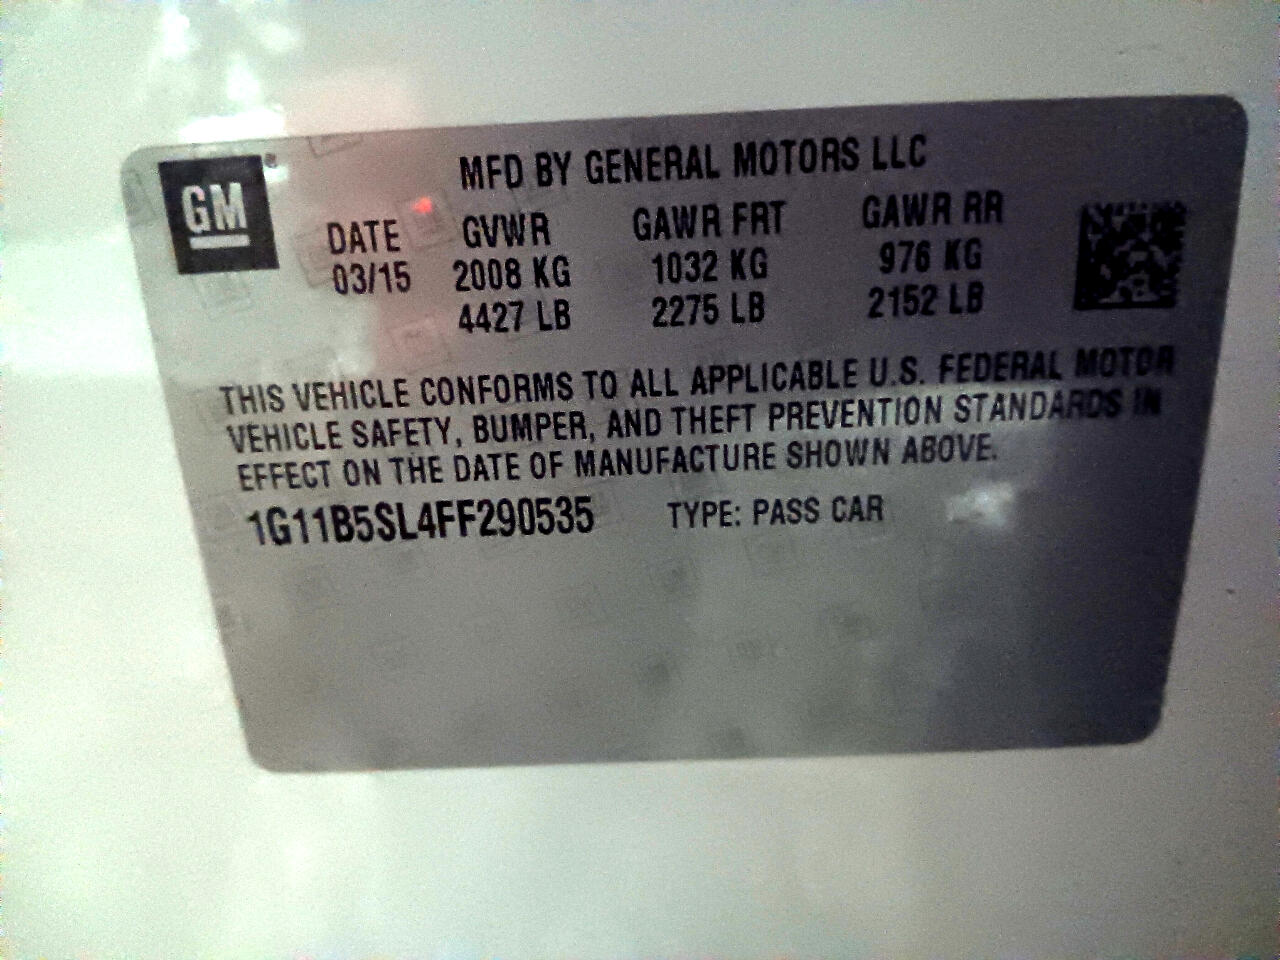 GM
MFD BY GENERAL MOTORS LLC
DATE GVWR GAWR FRT GAWR RR
03/15 2008 KG 1032 KG 976 KG
4427 LB 2275 LB 2152 LB
THIS VEHICLE CONFORMS TO ALL APPLICABLE U.S. FEDERAL MOTOR
VEHICLE SAFETY, BUMPER, AND THEFT PREVENTION STANDARDS IN
EFFECT ON THE DATE OF MANUFACTURE SHOWN ABOVE.
1G11B5SL4FF290535 TYPE: PASS CAR